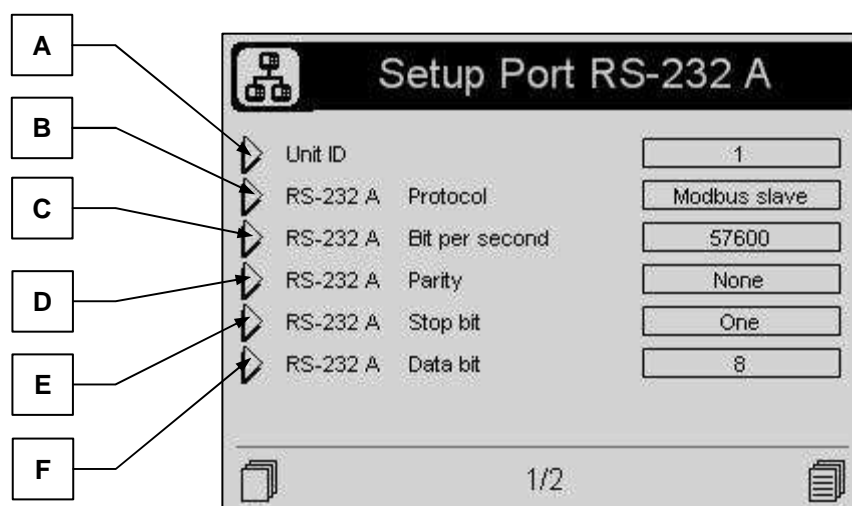 A
Setup Port RS-232 A
B
Unit ID 1
C
RS-232 A Protocol Modbus slave
RS-232 A Bit per second 57600
D
RS-232 A Parity None
RS-232 A Stop bit One
E
RS-232 A Data bit 8
F
1/2